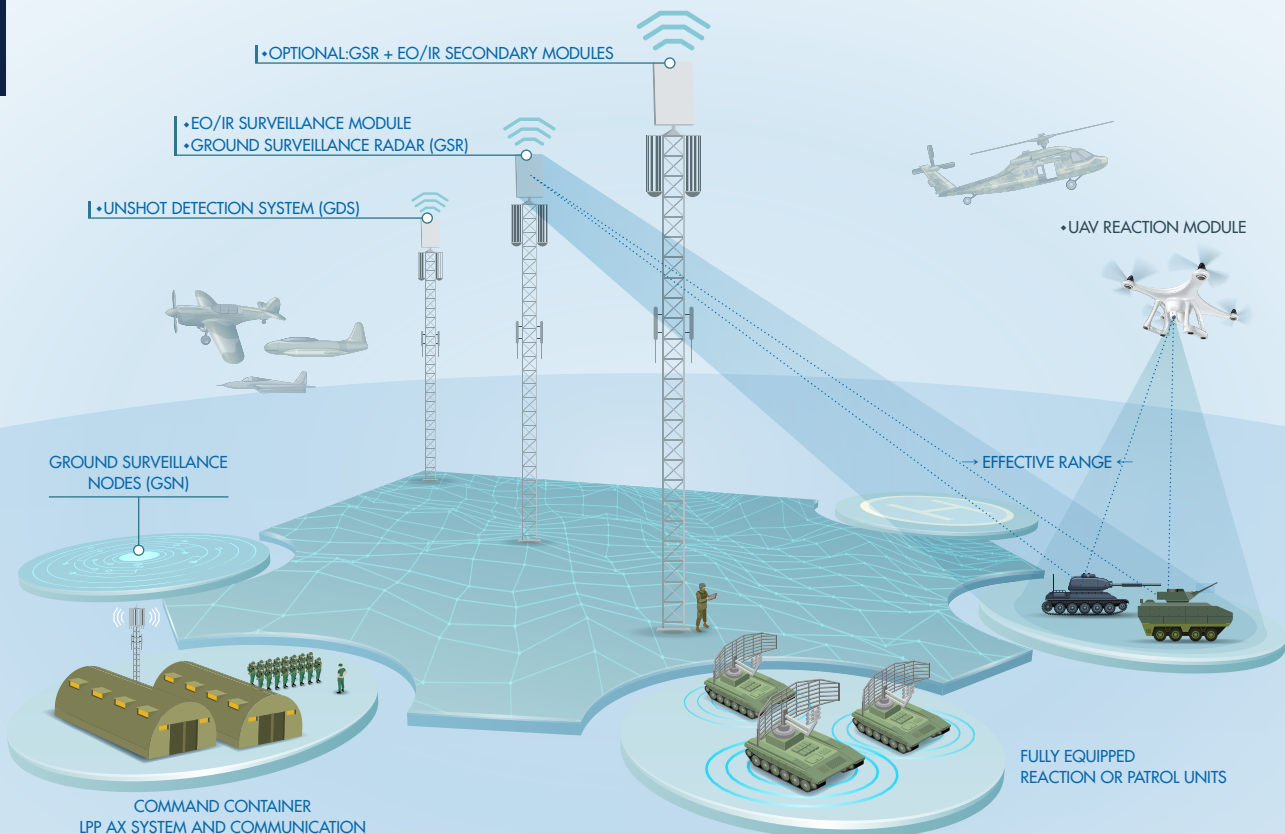 •OPTIONAL:GSR + EO/IR SECONDARY MODULES
•EO/IR SURVEILLANCE MODULE
•GROUND SURVEILLANCE RADAR (GSR)
•UNSHOT DETECTION SYSTEM (GDS)
•UAV REACTION MODULE
GROUND SURVEILLANCE
NODES (GSN)
EFFECTIVE RANGE
H
FULLY EQUIPPED
REACTION OR PATROL UNITS
COMMAND CONTAINER
LPP AX SYSTEM AND COMMUNICATION